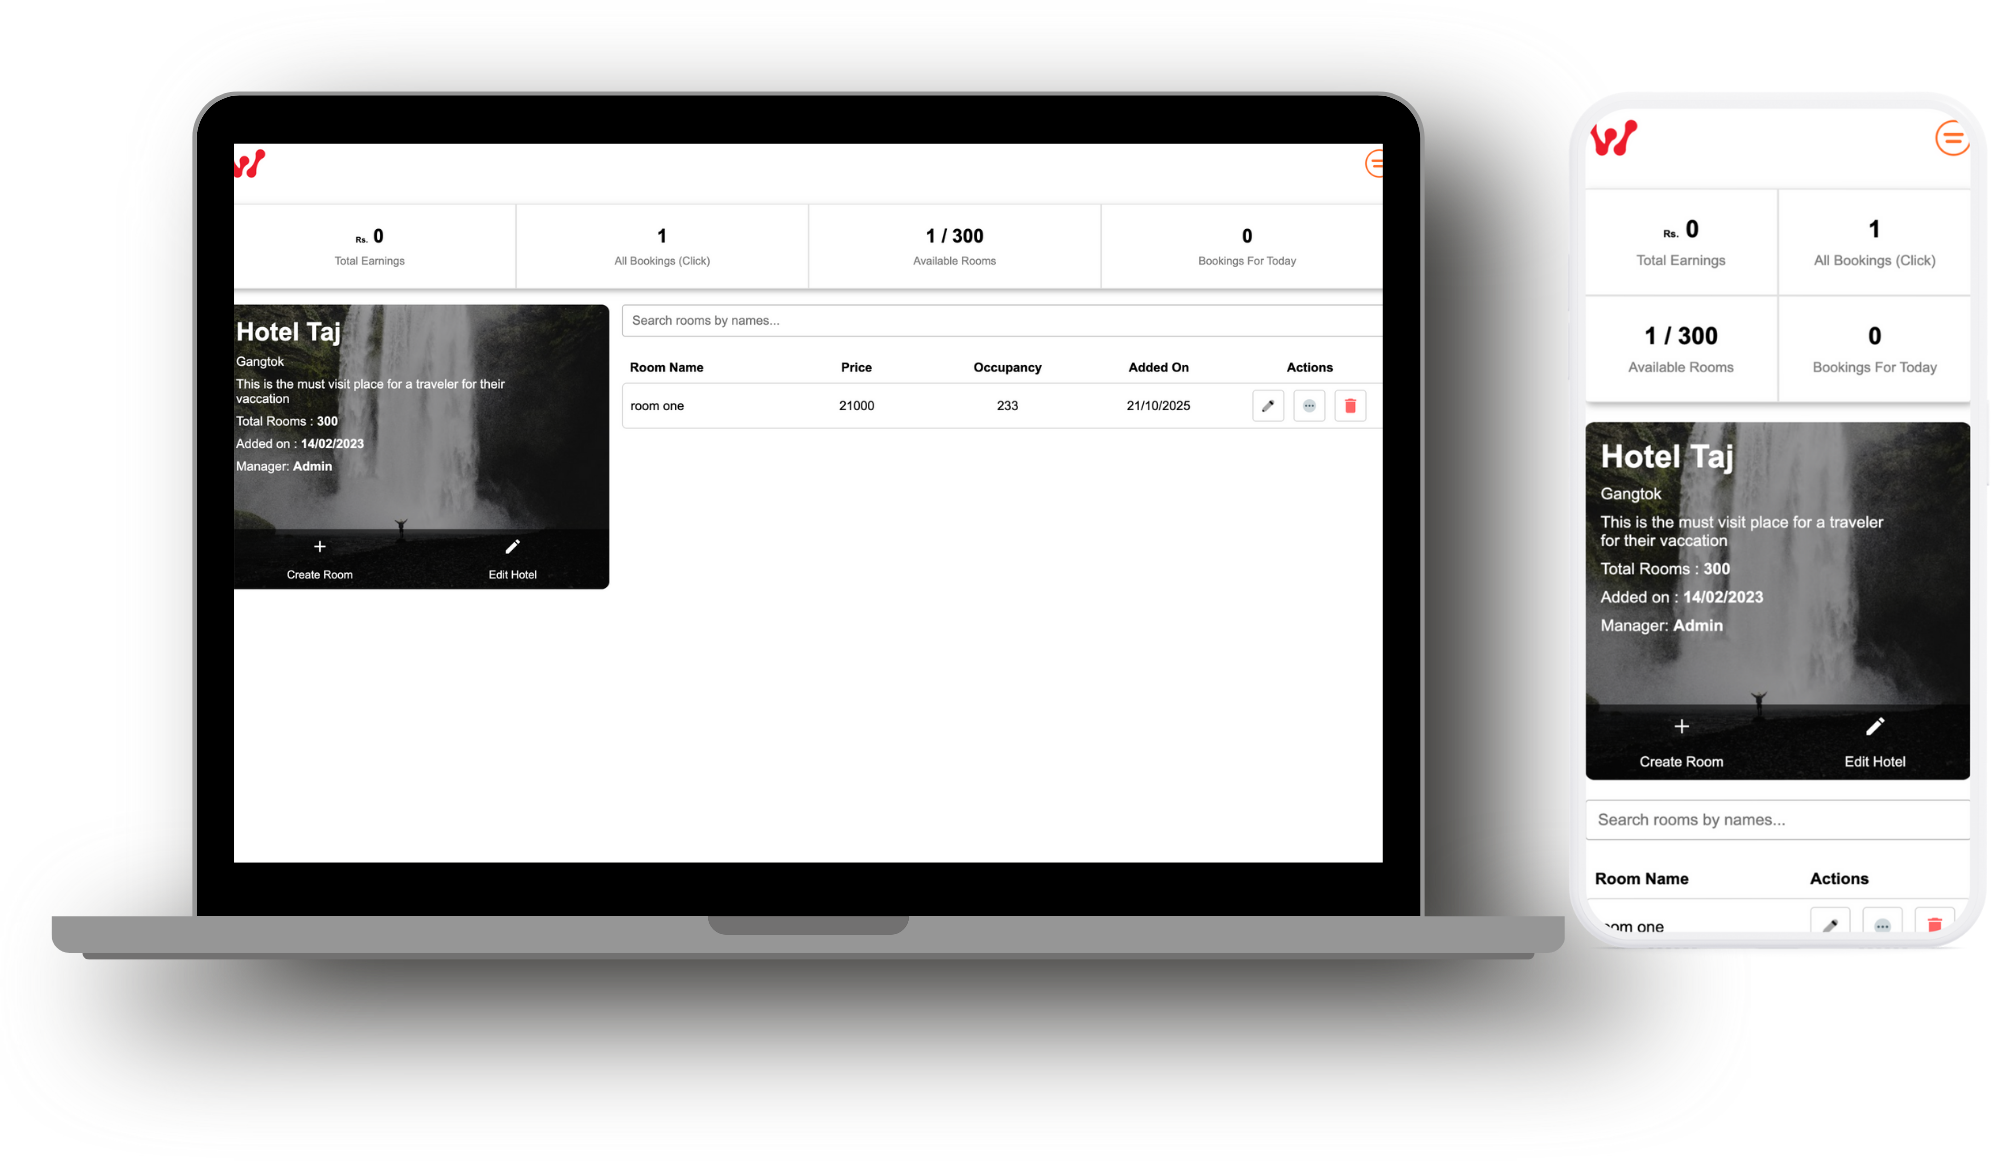 Rs. 0
Total Earnings
1
All Bookings (Click)
1 / 300
Available Rooms
0
Bookings For Today
Hotel Taj
Gangtok
This is the must visit place for a traveler for their
vaccation
Total Rooms : 300
Added on : 14/02/2023
Manager: Admin
Create Room
Edit Hotel
Search rooms by names...
Room Name Price Occupancy Added On Actions
room one 21000 233 21/10/2025
Rs. 0
Total Earnings
1
All Bookings (Click)
1 / 300
Available Rooms
0
Bookings For Today
Hotel Taj
Gangtok
This is the must visit place for a traveler
for their vaccation
Total Rooms : 300
Added on : 14/02/2023
Manager: Admin
Create Room
Edit Hotel
Search rooms by names...
Room Name Actions
room one